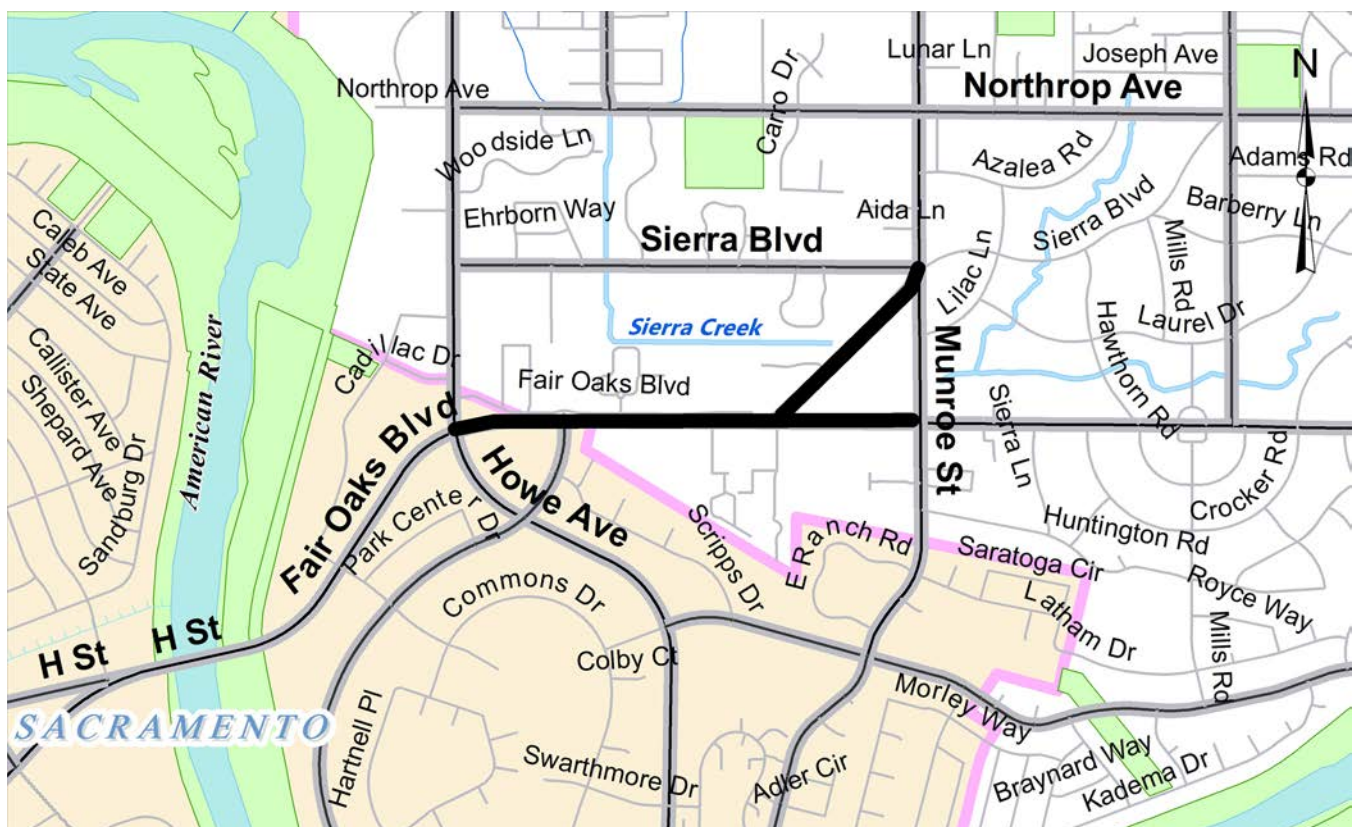 Lunar Ln
Joseph Ave
N
Northrop Ave
Northrop Ave
Carro Dr
Woodside Ln
Azalea Rd
Adams Rd
Caleb Ave
State Ave
Ehrborn Way
Aida Ln
Sierra Blvd
Barberry Ln
Sierra Blvd
Mills Rd
Lilac Ln
American River
Callister Ave
Shepard Ave
Sandburg Dr
Cadillac Dr
Sierra Creek
Laurel Dr
Hawthorn Rd
Fair Oaks Blvd
Munroe St
Sierra Ln
Fair Oaks Blvd
Howe Ave
Crocker Rd
Park Center Dr
Scripps Dr
E Ranch Rd
Huntington Rd
Saratoga Cir
Royce Way
Commons Dr
Latham Dr
H St
H St
Colby Ct
Mills Rd
Morley Way
SACRAMENTO
Hartnell Pl
Swarthmore Dr
Adler Cir
Braynard Way
Kadema Dr